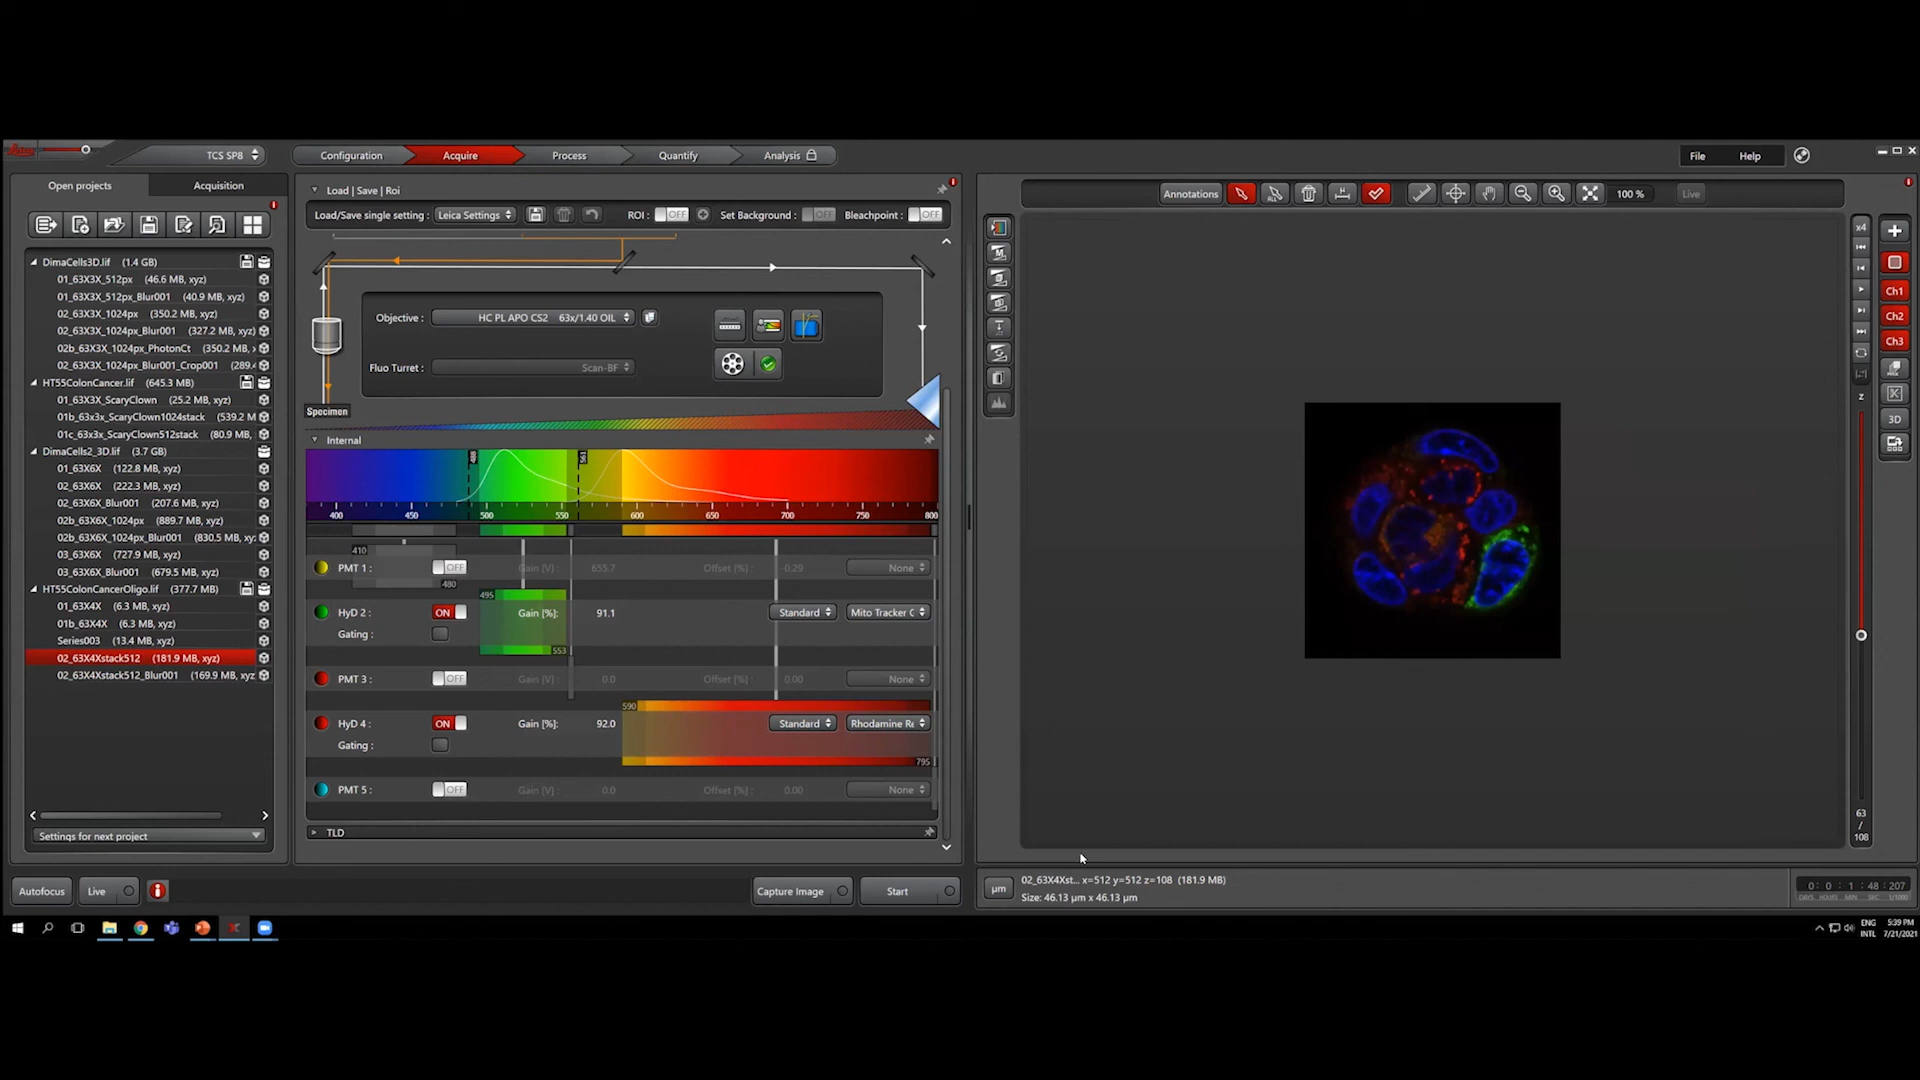 TCS SP8
Configuration
Acquire
Process
Quantify
Analysis
File
Help
Open projects
Acquisition
Load | Save | Roi
Load/Save single setting :
Leica Settings
ROI :
OFF
Set Background :
OFF
Bleachpoint :
OFF
Annotations
100 %
Live
DimaCells3D.lif (1.4 GB)
01_63X3X_512px (46.6 MB, xyz)
01_63X3X_512px_Blur001 (40.9 MB, xyz)
02_63X3X_1024px (350.2 MB, xyz)
02_63X3X_1024px_Blur001 (327.2 MB, xyz)
02b_63X3X_1024px_PhotonCt (350.2 MB,
02_63X3X_1024px_Blur001_Crop001 (289.
HT55ColonCancer.lif (645.3 MB)
01_63X3X_ScaryClown (25.2 MB, xyz)
01b_63x3x_ScaryClown1024stack (539.2 M
01c_63x3x_ScaryClown512stack (80.9 MB,
DimaCells2_3D.lif (3.7 GB)
01_63X6X (122.8 MB, xyz)
02_63X6X (222.3 MB, xyz)
02_63X6X_Blur001 (207.6 MB, xyz)
02b_63X6X_1024px (889.7 MB, xyz)
02b_63X6X_1024px_Blur001 (830.5 MB, xy
03_63X6X (727.9 MB, xyz)
03_63X6X_Blur001 (679.5 MB, xyz)
HT55ColonCancerOligo.lif (377.7 MB)
01_63X4X (6.3 MB, xyz)
01b_63X4X (6.3 MB, xyz)
Series003 (13.4 MB, xyz)
02_63X4Xstack512 (181.9 MB, xyz)
02_63X4Xstack512_Blur001 (169.9 MB, xyz
Settings for next project
Autofocus
Live
Objective :
HC PL APO CS2 63x/1.40 OIL
Fluo Turret :
Scan-BF
Specimen
Internal
488
561
400 450 500 550 600 650 700 750 800
410
PMT 1 :
OFF
Gain [V] :
655.7
Offset [%] :
-0.29
None
480
495
HyD 2 :
ON
Gain [%]:
91.1
Standard
Mito Tracker
Gating :
553
PMT 3 :
OFF
Gain [V] :
0.0
Offset [%] :
0.00
None
590
HyD 4 :
ON
Gain [%]:
92.0
Standard
Rhodamine Re
Gating :
795
PMT 5 :
OFF
Gain [V] :
0.0
Offset [%] :
0.00
None
TLD
Capture Image
Start
x4
Z
63
/
108
Ch1
Ch2
Ch3
3D
µm
02_63X4Xst... x=512 y=512 z=108 (181.9 MB)
Size: 46.13 µm x 46.13 µm
0: 0: 1: 48: 207
ENG
INTL
5:39 PM
7/21/2021